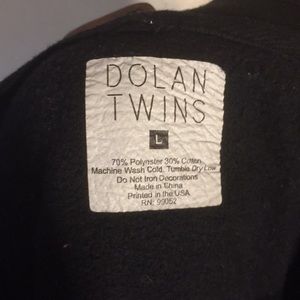 DOLAN
TWINS
L
70% Polyester 30% Cotton
Machine Wash Cold. Tumble Dry Low
Do Not Iron Decorations
Made in China
Printed in the USA
RN: 99052